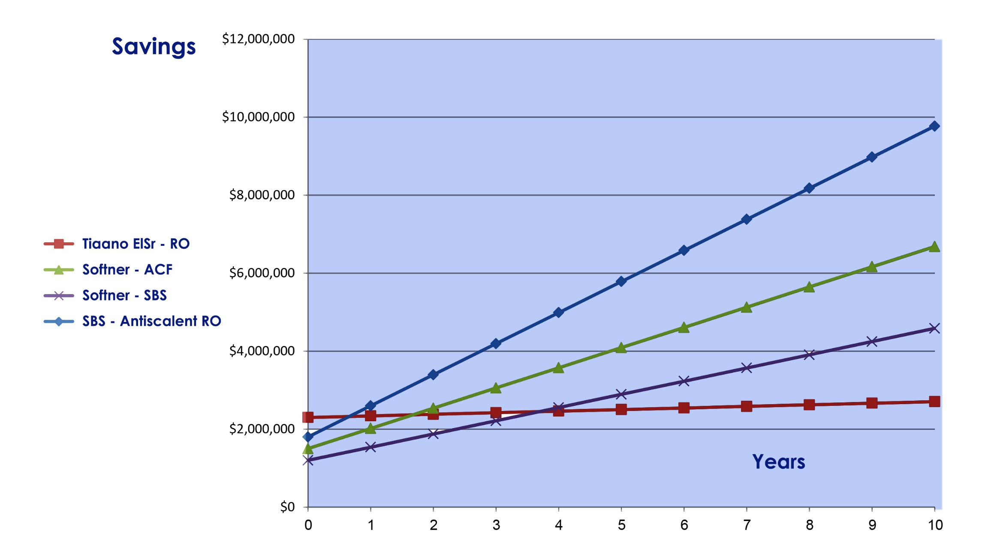 Savings
$12,000,000
$10,000,000
$8,000,000
$6,000,000
$4,000,000
$2,000,000
$0
Tiaano ElSr - RO
Softner - ACF
Softner - SBS
SBS - Antiscalent RO
Years
0 1 2 3 4 5 6 7 8 9 10